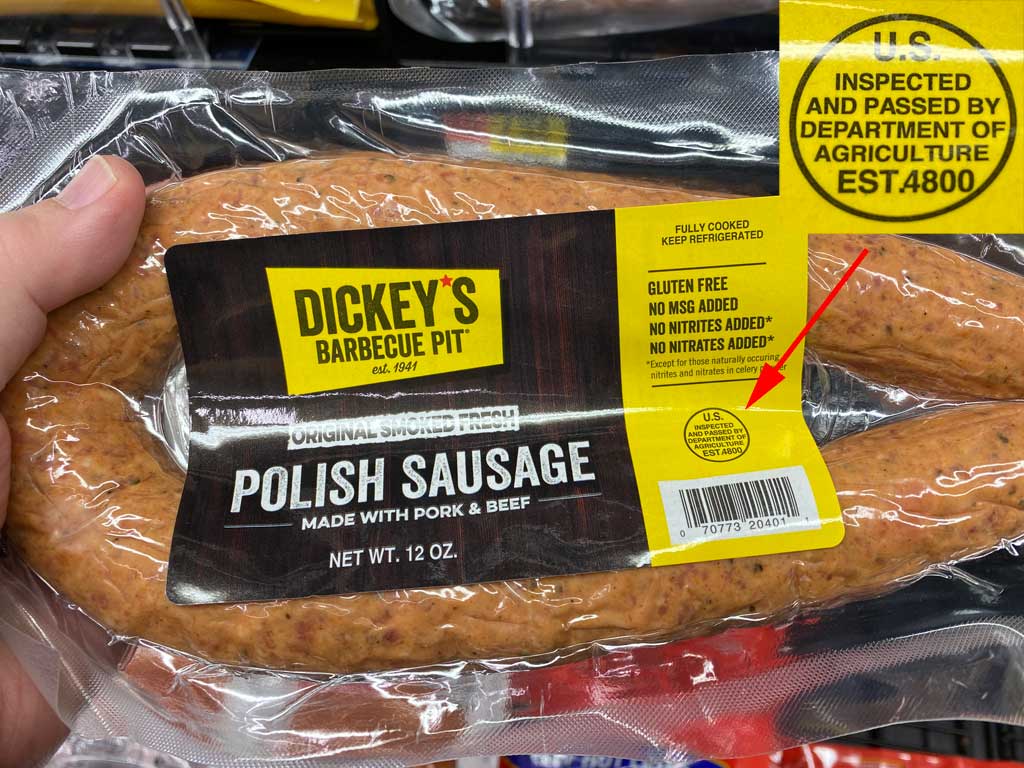 DICKEY'S
BARBECUE PIT®
est. 1941
ORIGINAL SMOKED FRESH
POLISH SAUSAGE
MADE WITH PORK & BEEF
NET WT. 12 OZ.
FULLY COOKED
KEEP REFRIGERATED
GLUTEN FREE
NO MSG ADDED
NO NITRITES ADDED*
NO NITRATES ADDED*
*Except for those naturally occuring
nitrites and nitrates in celery
U.S.
INSPECTED
AND PASSED BY
DEPARTMENT OF
AGRICULTURE
EST.4800
0 70773 20401 1
U.S.
INSPECTED
AND PASSED BY
DEPARTMENT OF
AGRICULTURE
EST.4800